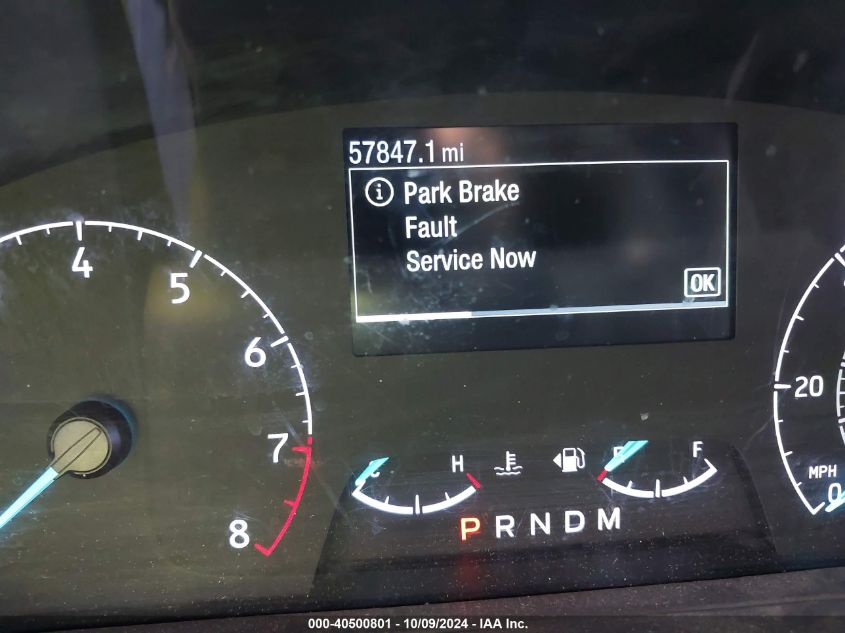 57847.1 mi
Park Brake
Fault
Service Now
OK
4
5
6
7
8
H
F
20
MPH
0
P R N D M
000-40500801 - 10/09/2024 - IAA Inc.